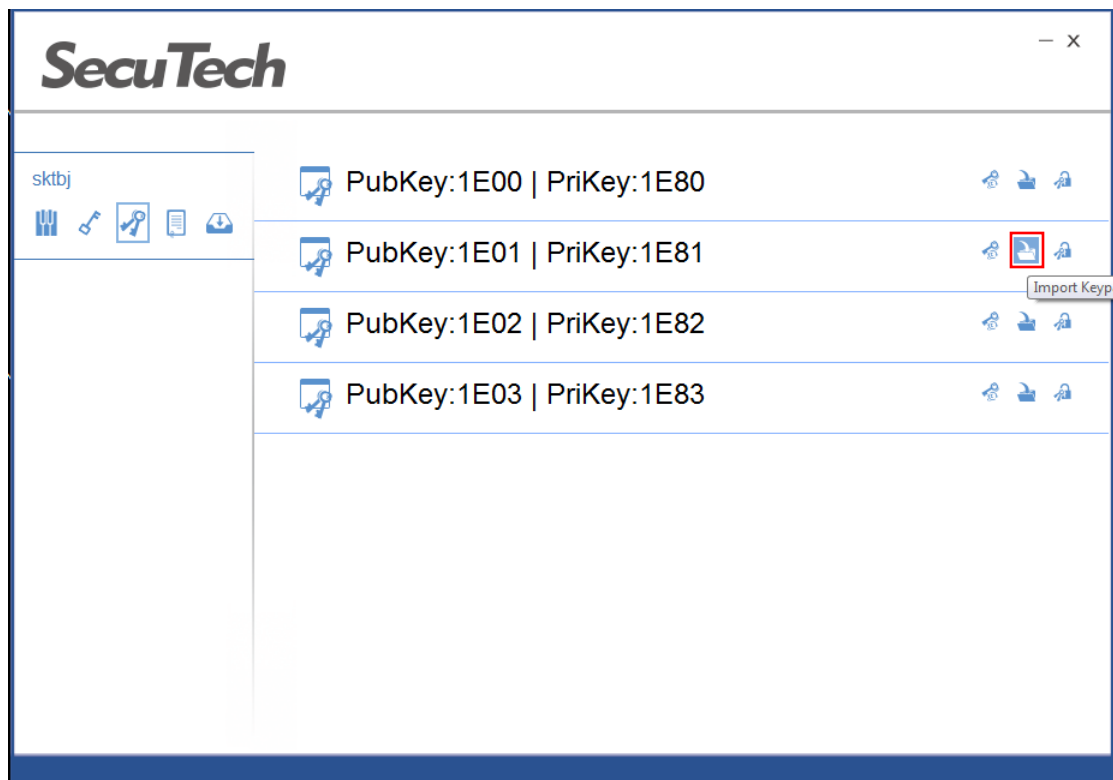 SecuTech
sktbj
PubKey:1E00 | PriKey:1E80
PubKey:1E01 | PriKey:1E81
Import Keyp
PubKey:1E02 | PriKey:1E82
PubKey:1E03 | PriKey:1E83